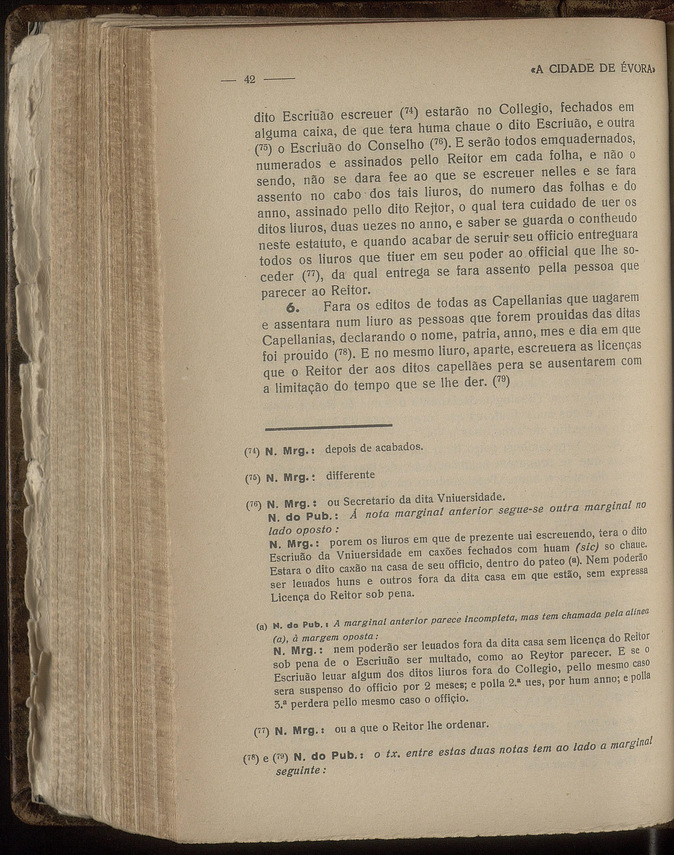 — 42 —
«A CIDADE DE ÉVORA»
dito Escriuão escreuer (74) estarão no Collegio, fechados em
alguma caixa, de que tera huma chaue o dito Escriuão, e outra
(75) o Escriuão do Conselho (76). E serão todos emquadernados,
numerados e assinados pello Reitor em cada folha, e não o
sendo, não se dara fee ao que se escreuer nelles e se fara
assento no cabo dos tais liuros, do numero das folhas e do
anno, assinado pello dito Rejtor, o qual tera cuidado de uer os
ditos liuros, duas uezes no anno, e saber se guarda o contheudo
neste estatuto, e quando acabar de seruir seu officio entreguara
todos os liuros que tiuer em seu poder ao official que lhe so-
ceder (77), da qual entrega se fara assento pella pessoa que
parecer ao Reitor.
6. Fara os editos de todas as Capellanias que uagarem
e assentara num liuro as pessoas que forem prouidas das ditas
Capellanias, declarando o nome, patria, anno, mes e dia em que
foi prouido (78). E no mesmo liuro, aparte, escreuera as licenças
que o Reitor der aos ditos capellães pera se ausentarem com
a limitação do tempo que se lhe der. (79)
(74) N. Mrg.: depois de acabados.
(75) N. Mrg.: differente
(76) N. Mrg.: ou Secretario da dita Vniuersidade.
N. do Pub.: Á nota marginal anterior segue-se outra marginal no
lado oposto:
N. Mrg.: porem os liuros em que de prezente uai escreuendo, tera o dito
Escriuão da Vniuersidade em caxões fechados com huam (sic) so chaue.
Estara o dito caxão na casa de seu officio, dentro do pateo (a). Nem poderão
ser leuados huns e outros fora da dita casa em que estão, sem expressa
Licença do Reitor sob pena.
(a) N. do Pub.: A marginal anterior parece incompleta, mas tem chamada pela alinea
(a), à margem oposta:
N. Mrg.: nem poderão ser leuados fora da dita casa sem licença do Reitor
sob pena de o Escriuão ser multado, como ao Reytor parecer. E se o
Escriuão leuar algum dos ditos liuros fora do Collegio, pello mesmo caso
sera suspenso do officio por 2 meses; e polla 2.ª ues, por hum anno; e polla
3.ª perdera pello mesmo caso o offiçio.
(77) N. Mrg.: ou a que o Reitor lhe ordenar.
(78) e (79) N. do Pub.: o tx. entre estas duas notas tem ao lado a marginal
seguinte: